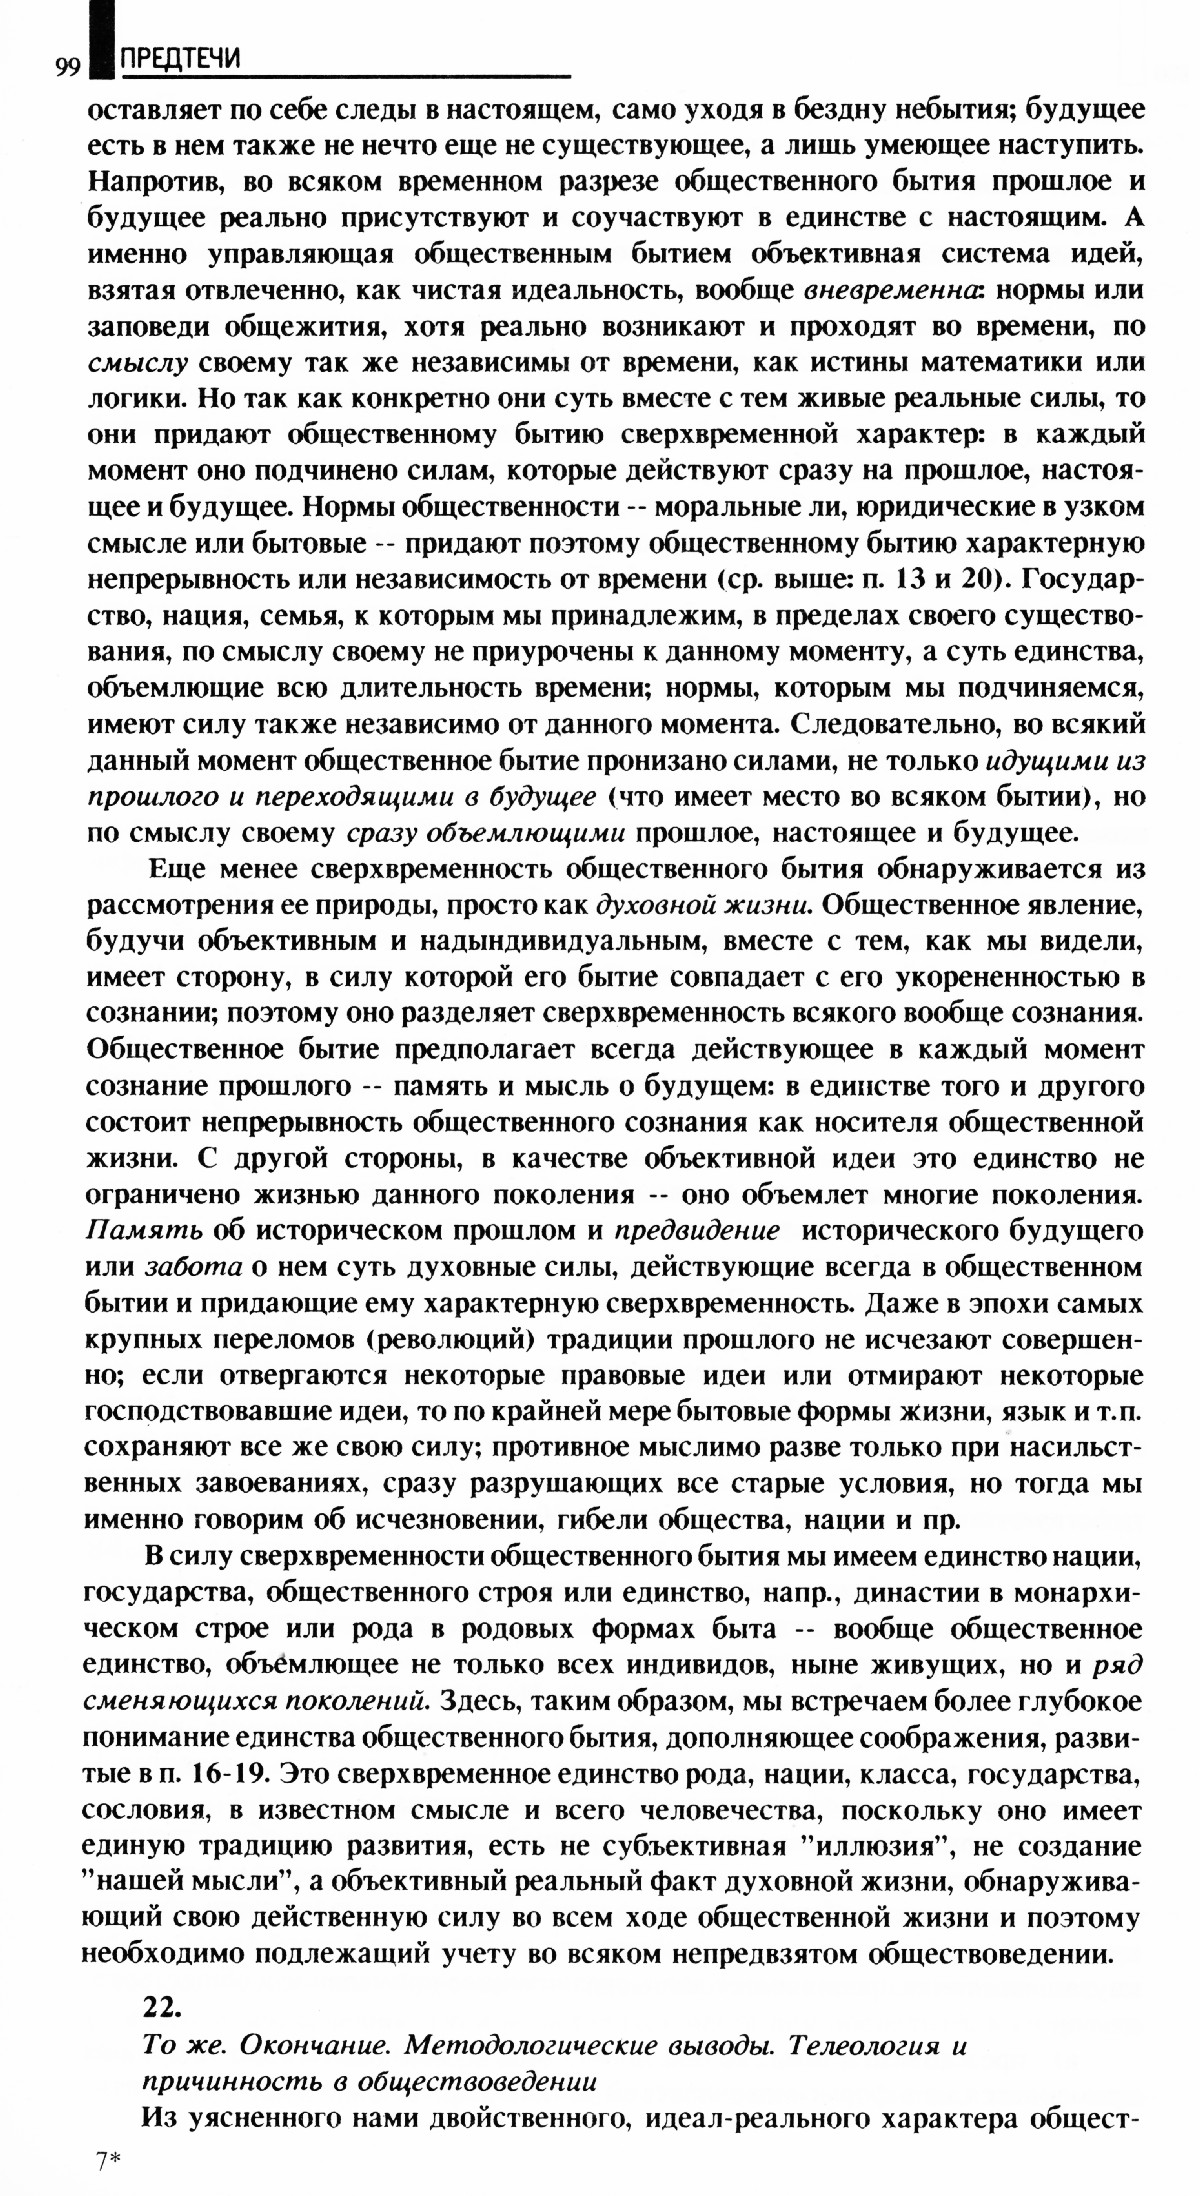 99 ПРЕДТЕЧИ
оставляет по себе следы в настоящем, само уходя в бездну небытия; будущее
есть в нем также не нечто еще не существующее, а лишь умеющее наступить.
Напротив, во всяком временном разрезе общественного бытия прошлое и
будущее реально присутствуют и соучаствуют в единстве с настоящим. А
именно управляющая общественным бытием объективная система идей,
взятая отвлеченно, как чистая идеальность, вообще вневременна: нормы или
заповеди общежития, хотя реально возникают и проходят во времени, по
смыслу своему так же независимы от времени, как истины математики или
логики. Но так как конкретно они суть вместе с тем живые реальные силы, то
они придают общественному бытию сверхвременной характер: в каждый
момент оно подчинено силам, которые действуют сразу на прошлое, настоя-
щее и будущее. Нормы общественности -- моральные ли, юридические в узком
смысле или бытовые -- придают поэтому общественному бытию характерную
непрерывность или независимость от времени (ср. выше: п. 13 и 20). Государ-
ство, нация, семья, к которым мы принадлежим, в пределах своего существо-
вания, по смыслу своему не приурочены к данному моменту, а суть единства,
объемлющие всю длительность времени; нормы, которым мы подчиняемся,
имеют силу также независимо от данного момента. Следовательно, во всякий
данный момент общественное бытие пронизано силами, не только идущими из
прошлого и переходящими в будущее (что имеет место во всяком бытии), но
по смыслу своему сразу объемлющими прошлое, настоящее и будущее.
Еще менее сверхвременность общественного бытия обнаруживается из
рассмотрения ее природы, просто как духовной жизни. Общественное явление,
будучи объективным и надындивидуальным, вместе с тем, как мы видели,
имеет сторону, в силу которой его бытие совпадает с его укорененностью в
сознании; поэтому оно разделяет сверхвременность всякого вообще сознания.
Общественное бытие предполагает всегда действующее в каждый момент
сознание прошлого -- память и мысль о будущем: в единстве того и другого
состоит непрерывность общественного сознания как носителя общественной
жизни. С другой стороны, в качестве объективной идеи это единство не
ограничено жизнью данного поколения -- оно объемлет многие поколения.
Память об историческом прошлом и предвидение исторического будущего
или забота о нем суть духовные силы, действующие всегда в общественном
бытии и придающие ему характерную сверхвременность. Даже в эпохи самых
крупных переломов (революций) традиции прошлого не исчезают совершен-
но; если отвергаются некоторые правовые идеи или отмирают некоторые
господствовавшие идеи, то по крайней мере бытовые формы жизни, язык и т.п.
сохраняют все же свою силу; противное мыслимо разве только при насильст-
венных завоеваниях, сразу разрушающих все старые условия, но тогда мы
именно говорим об исчезновении, гибели общества, нации и пр.
В силу сверхвременности общественного бытия мы имеем единство нации,
государства, общественного строя или единство, напр., династии в монархи-
ческом строе или рода в родовых формах быта -- вообще общественное
единство, объемлющее не только всех индивидов, ныне живущих, но и ряд
сменяющихся поколений. Здесь, таким образом, мы встречаем более глубокое
понимание единства общественного бытия, дополняющее соображения, разви-
тые в п. 16-19. Это сверхвременное единство рода, нации, класса, государства,
сословия, в известном смысле и всего человечества, поскольку оно имеет
единую традицию развития, есть не субъективная ”иллюзия”, не создание
”нашей мысли”, а объективный реальный факт духовной жизни, обнаружива-
ющий свою действенную силу во всем ходе общественной жизни и поэтому
необходимо подлежащий учету во всяком непредвзятом обществоведении.
22.
То же. Окончание. Методологические выводы. Телеология и
причинность в обществоведении
Из уясненного нами двойственного, идеал-реального характера общест-
7*